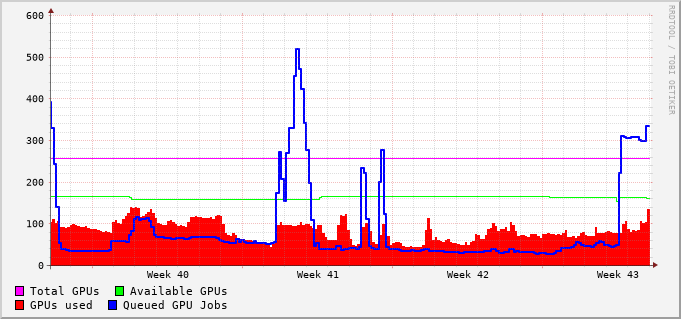 600
500
400
300
200
100
0
Week 40 Week 41 Week 42 Week 43
Total GPUs Available GPUs
GPUs used Queued GPU Jobs
RRDTOOL / TOBI OETIKER